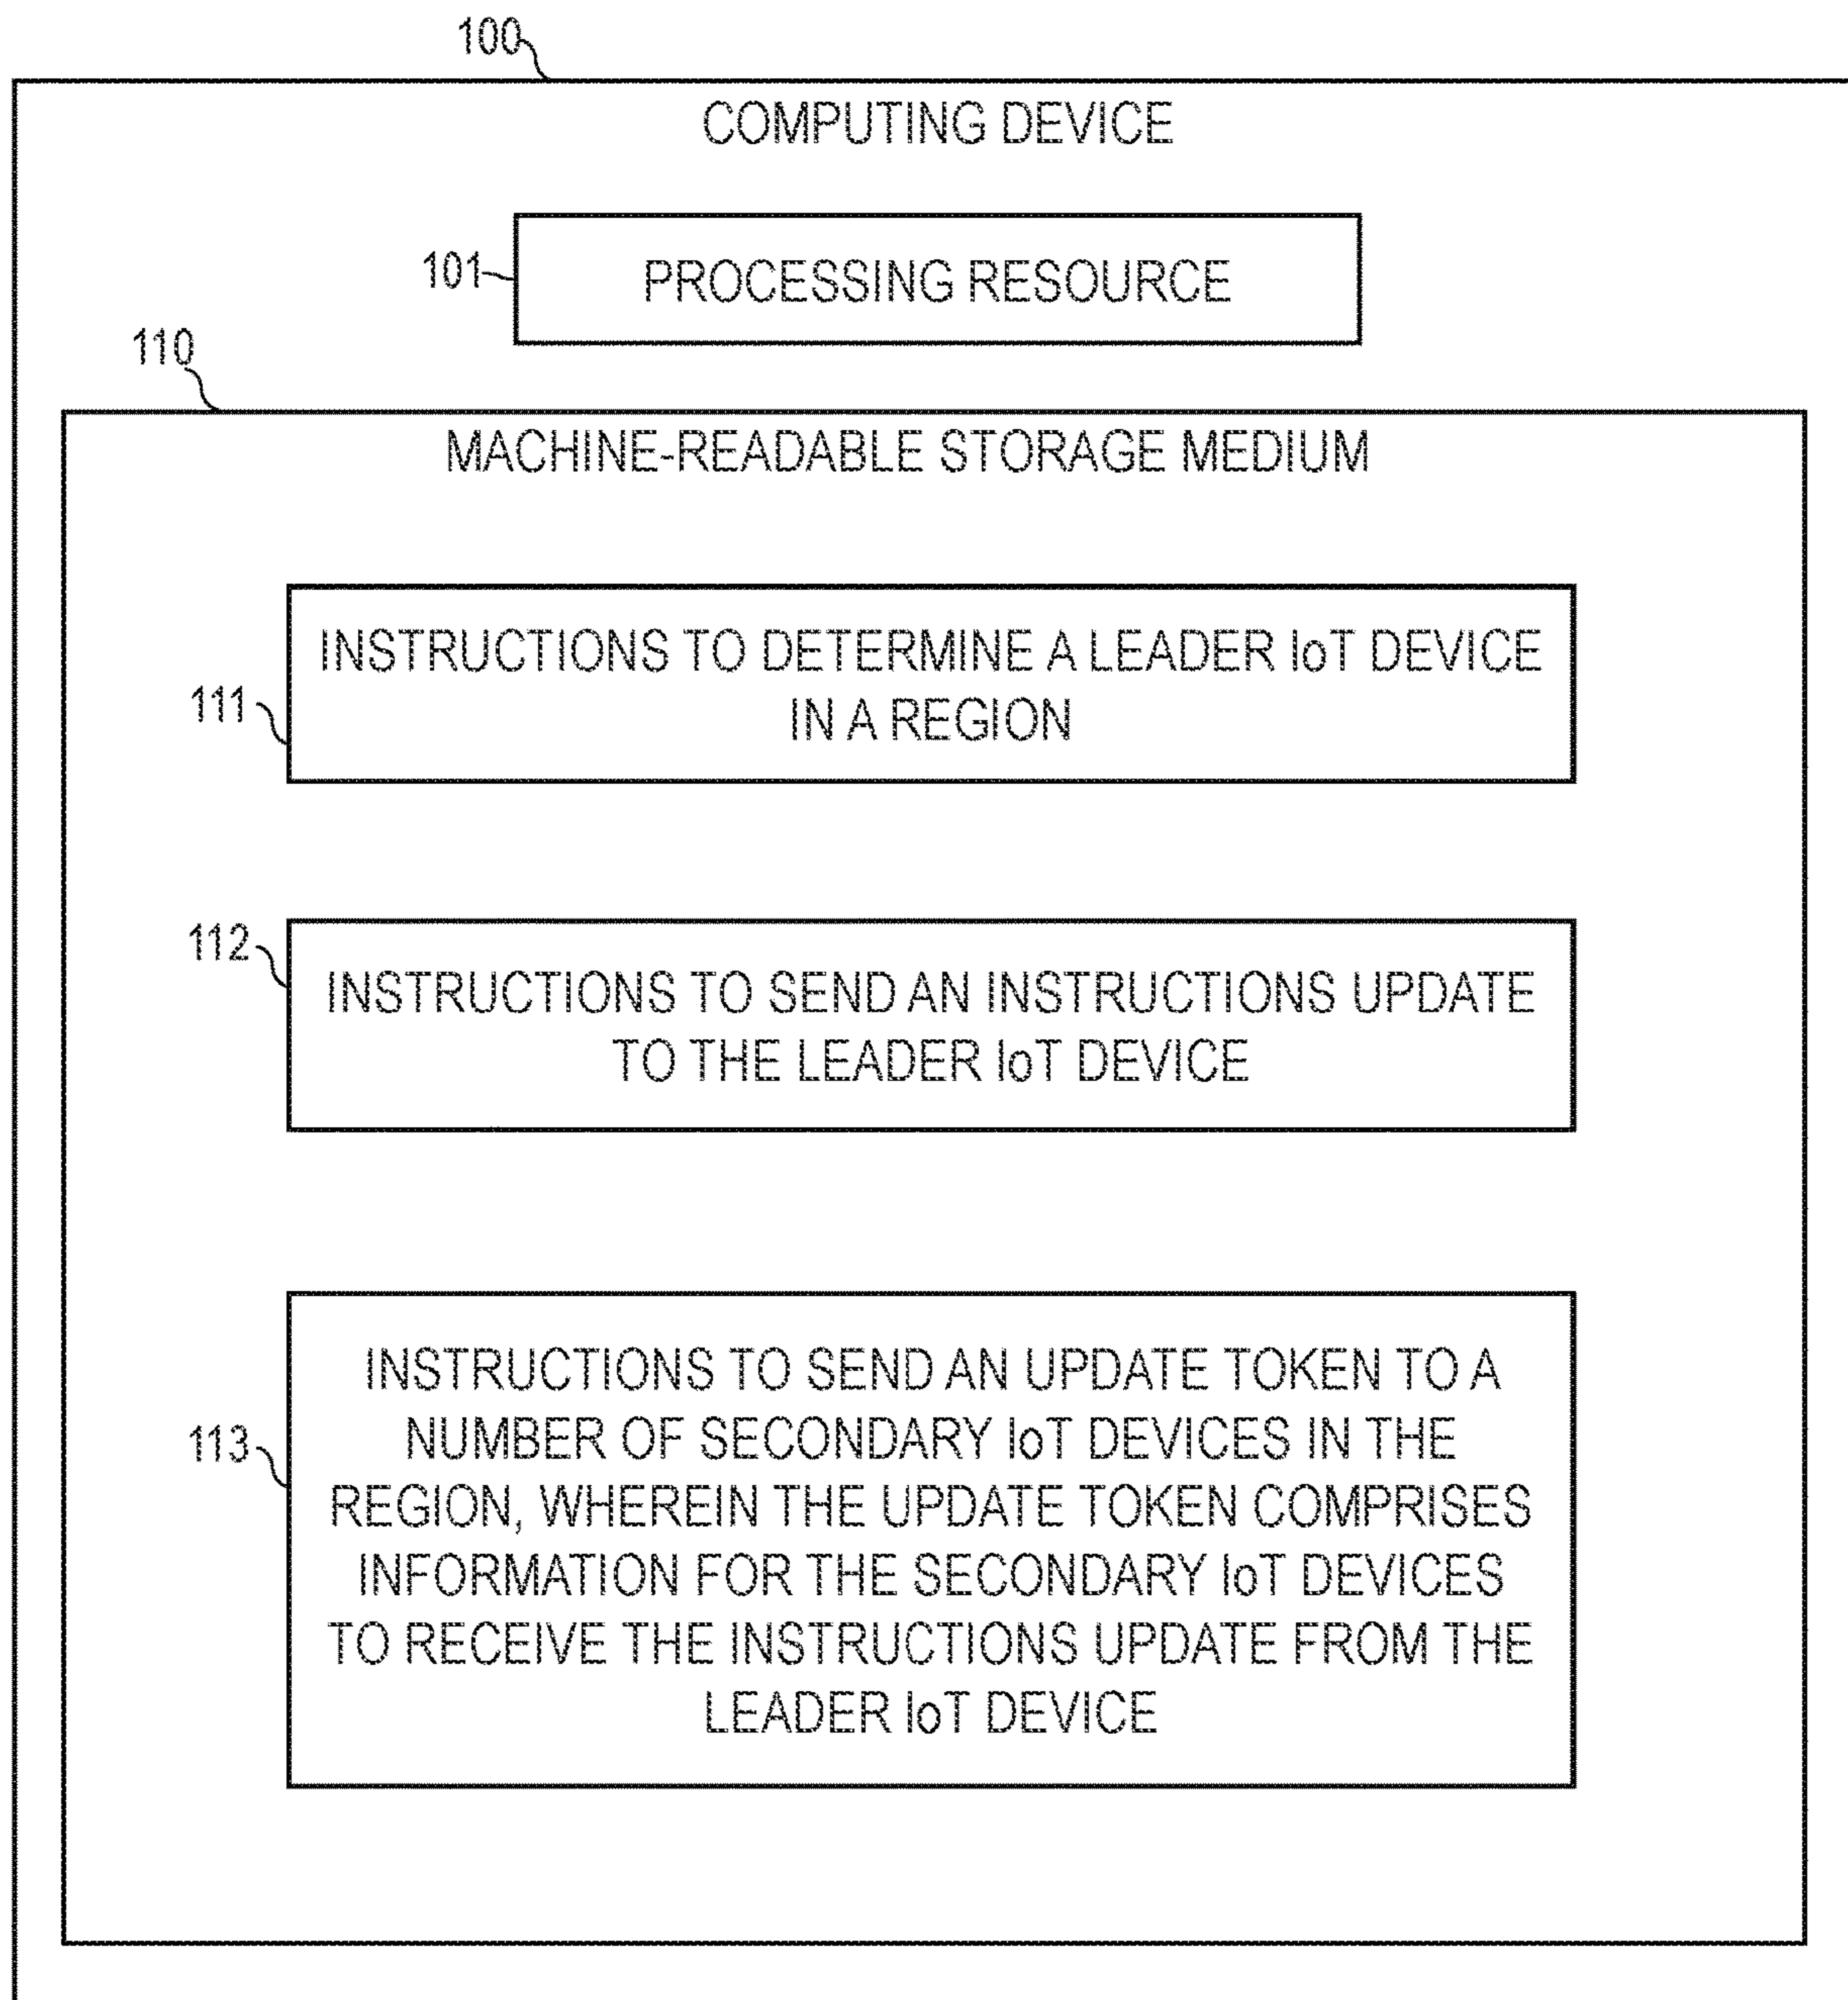 100
COMPUTING DEVICE
101
PROCESSING RESOURCE
110
MACHINE-READABLE STORAGE MEDIUM
INSTRUCTIONS TO DETERMINE A LEADER IoT DEVICE
IN A REGION
111
112
INSTRUCTIONS TO SEND AN INSTRUCTIONS UPDATE
TO THE LEADER IoT DEVICE
INSTRUCTIONS TO SEND AN UPDATE TOKEN TO A
NUMBER OF SECONDARY IoT DEVICES IN THE
113
REGION, WHEREIN THE UPDATE TOKEN COMPRISES
INFORMATION FOR THE SECONDARY IoT DEVICES
TO RECEIVE THE INSTRUCTIONS UPDATE FROM THE
LEADER IoT DEVICE